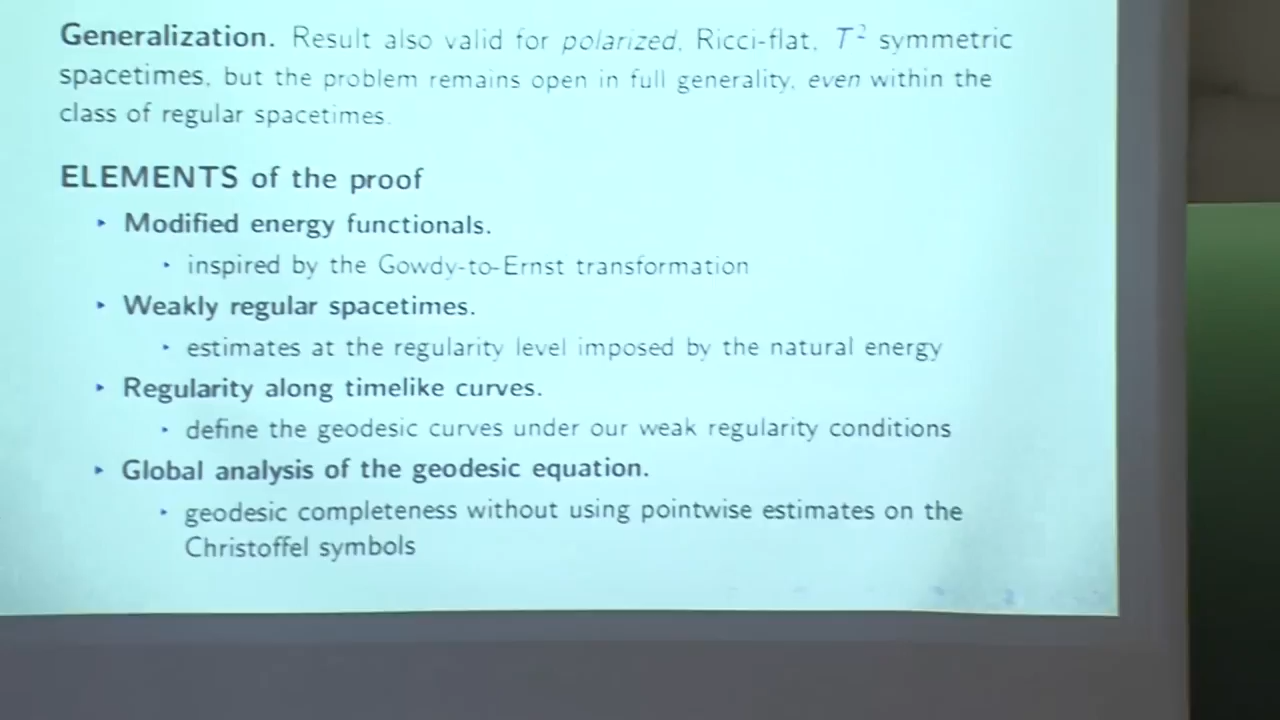 Generalization. Result also valid for polarized, Ricci-flat, T² symmetric
spacetimes, but the problem remains open in full generality, even within the
class of regular spacetimes.
ELEMENTS of the proof
‣ Modified energy functionals.
· inspired by the Gowdy-to-Ernst transformation
‣ Weakly regular spacetimes.
· estimates at the regularity level imposed by the natural energy
‣ Regularity along timelike curves.
· define the geodesic curves under our weak regularity conditions
‣ Global analysis of the geodesic equation.
· geodesic completeness without using pointwise estimates on the
Christoffel symbols